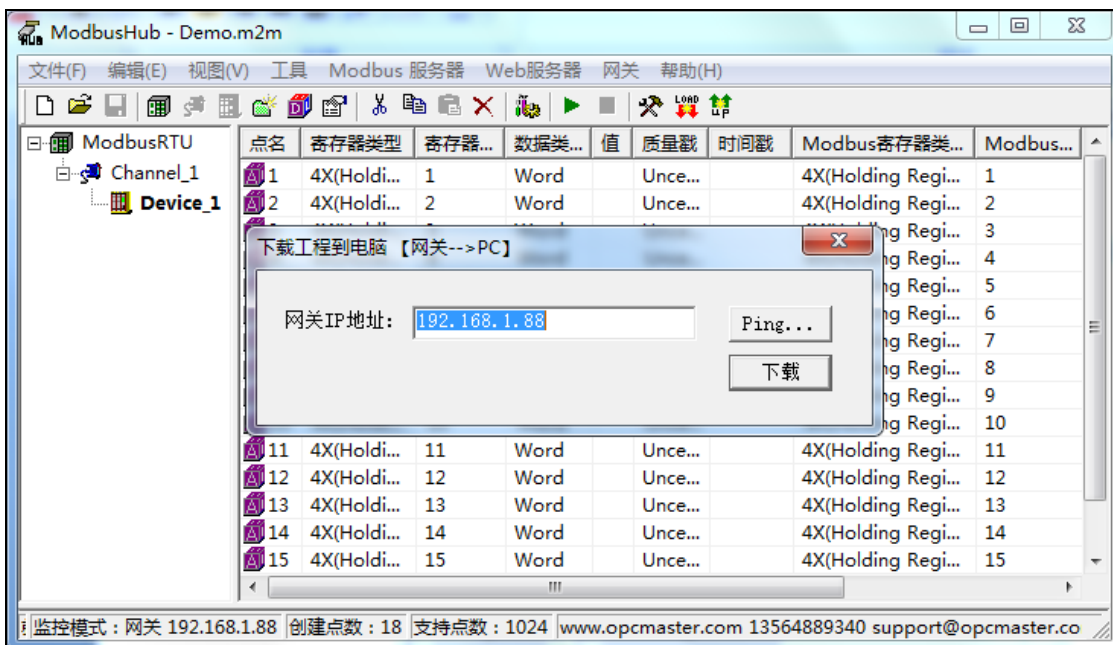 ModbusHub - Demo.m2m
文件(F) 编辑(E) 视图(V) 工具 Modbus 服务器 Web服务器 网关 帮助(H)
ModbusRTU
Channel_1
Device_1
点名 寄存器类型 寄存器... 数据类... 值 质量戳 时间戳 Modbus寄存器类... Modbus...
1 4X(Holdi... 1 Word Unce... 4X(Holding Regi... 1
2 4X(Holdi... 2 Word Unce... 4X(Holding Regi... 2
ng Regi... 3
下载工程到电脑 【网关-->PC】
ng Regi... 4
ng Regi... 5
网关IP地址: 192.168.1.88 Ping...
ng Regi... 6
ng Regi... 7
下载
ng Regi... 8
ng Regi... 9
ng Regi... 10
11 4X(Holdi... 11 Word Unce... 4X(Holding Regi... 11
12 4X(Holdi... 12 Word Unce... 4X(Holding Regi... 12
13 4X(Holdi... 13 Word Unce... 4X(Holding Regi... 13
14 4X(Holdi... 14 Word Unce... 4X(Holding Regi... 14
15 4X(Holdi... 15 Word Unce... 4X(Holding Regi... 15
监控模式：网关 192.168.1.88 创建点数：18 支持点数：1024 www.opcmaster.com 13564889340 support@opcmaster.co